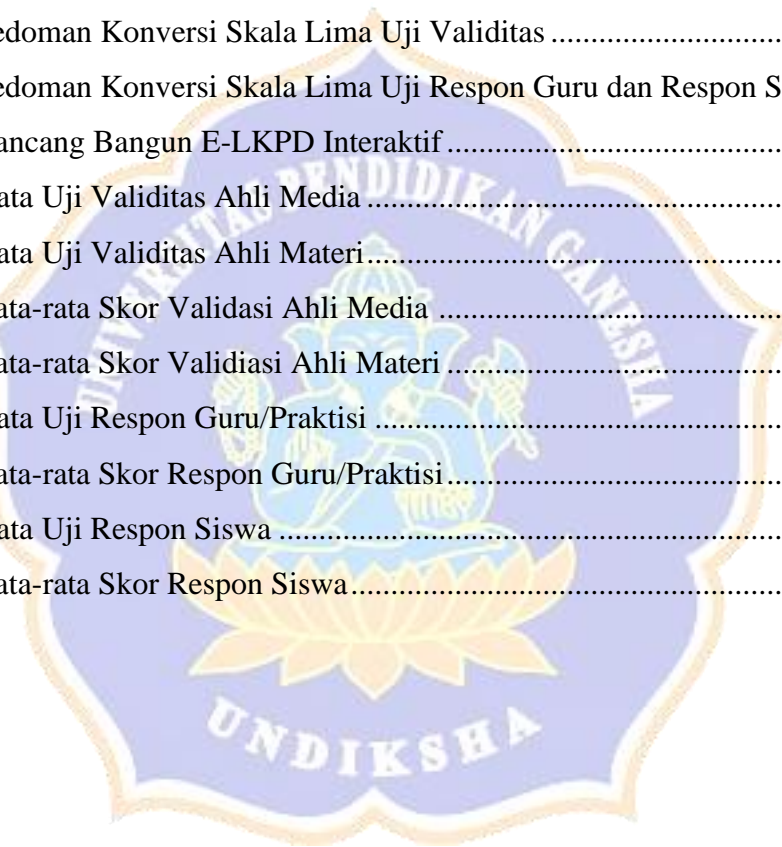 edoman Konversi Skala Lima Uji Validitas ............................
edoman Konversi Skala Lima Uji Respon Guru dan Respon S
ancang Bangun E-LKPD Interaktif .........................................
ata Uji Validitas Ahli Media ...................................................
ata Uji Validitas Ahli Materi...................................................
ata-rata Skor Validasi Ahli Media ..........................................
ata-rata Skor Validiasi Ahli Materi .........................................
ata Uji Respon Guru/Praktisi ..................................................
ata-rata Skor Respon Guru/Praktisi.........................................
ata Uji Respon Siswa ..............................................................
ata-rata Skor Respon Siswa.....................................................
UNIVERSITAS PENDIDIKAN GANESHA
UNDIKSHA